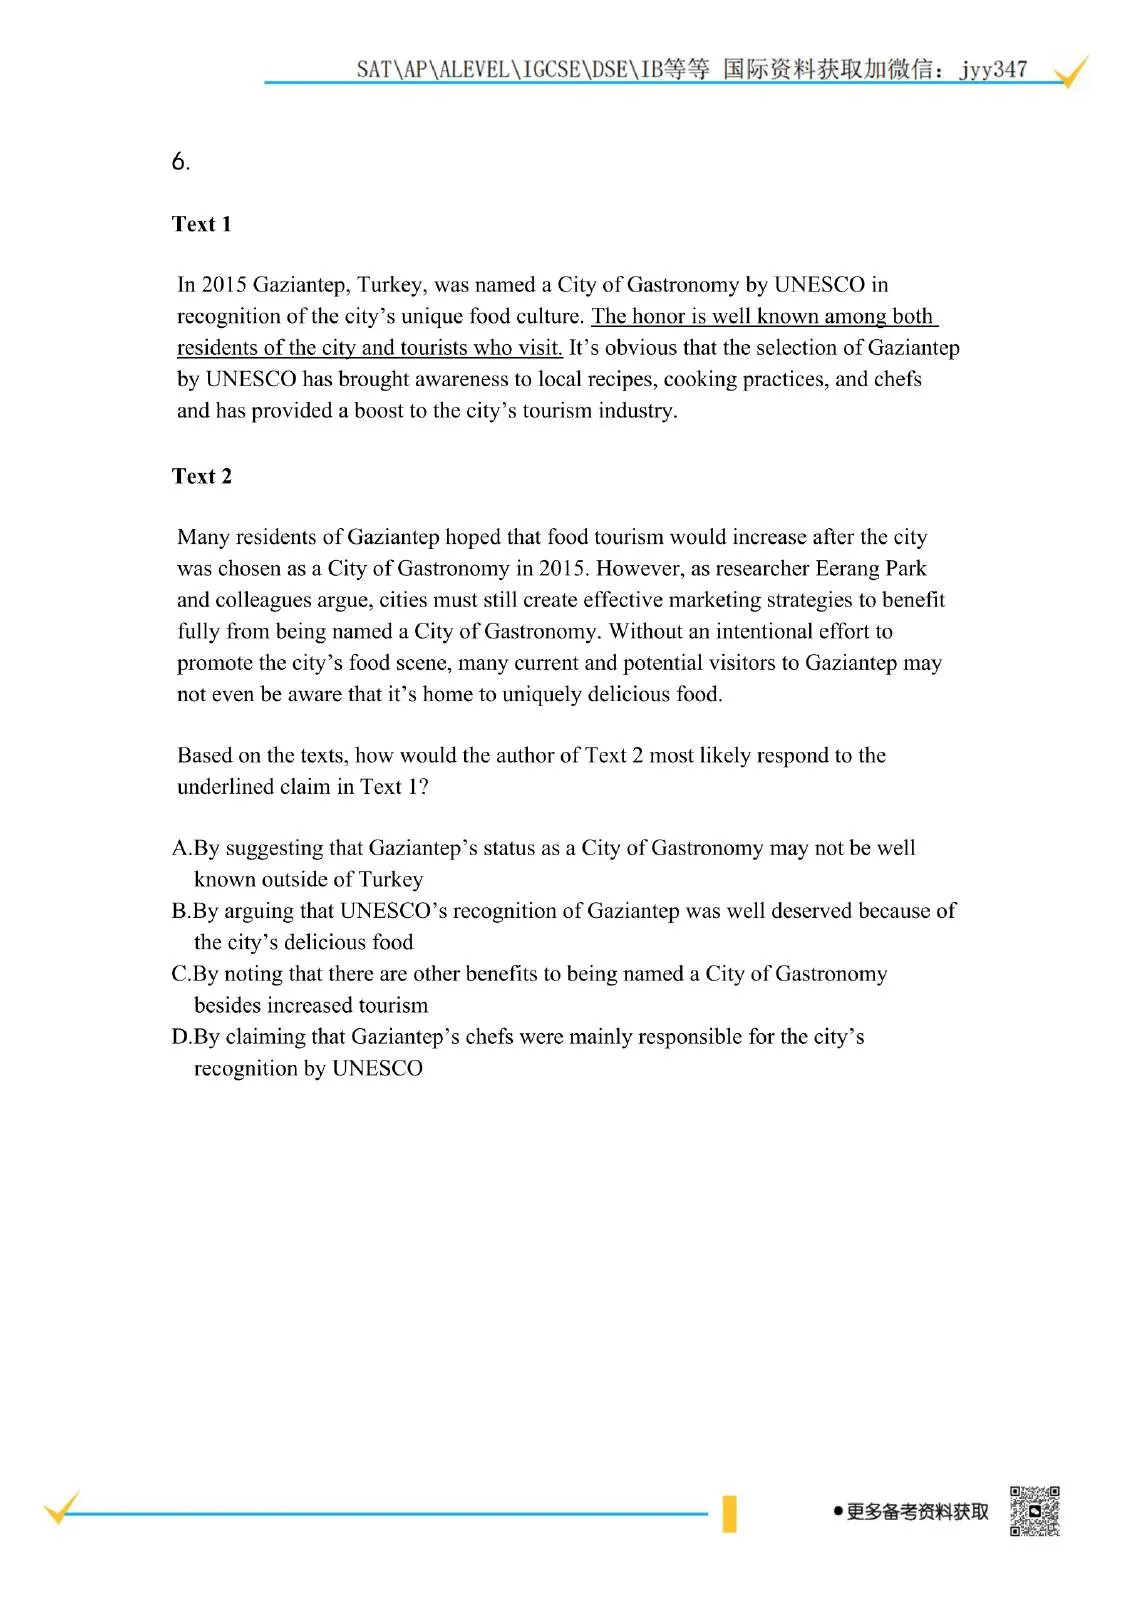 SAT\AP\ALEVEL\IGCSE\DSE\IB等等 国际资料获取加微信：jyy347
6.
Text 1
In 2015 Gaziantep, Turkey, was named a City of Gastronomy by UNESCO in
recognition of the city’s unique food culture. The honor is well known among both
residents of the city and tourists who visit. It’s obvious that the selection of Gaziantep
by UNESCO has brought awareness to local recipes, cooking practices, and chefs
and has provided a boost to the city’s tourism industry.
Text 2
Many residents of Gaziantep hoped that food tourism would increase after the city
was chosen as a City of Gastronomy in 2015. However, as researcher Eerang Park
and colleagues argue, cities must still create effective marketing strategies to benefit
fully from being named a City of Gastronomy. Without an intentional effort to
promote the city’s food scene, many current and potential visitors to Gaziantep may
not even be aware that it’s home to uniquely delicious food.
Based on the texts, how would the author of Text 2 most likely respond to the
underlined claim in Text 1?
A.By suggesting that Gaziantep’s status as a City of Gastronomy may not be well
known outside of Turkey
B.By arguing that UNESCO’s recognition of Gaziantep was well deserved because of
the city’s delicious food
C.By noting that there are other benefits to being named a City of Gastronomy
besides increased tourism
D.By claiming that Gaziantep’s chefs were mainly responsible for the city’s
recognition by UNESCO
●更多备考资料获取